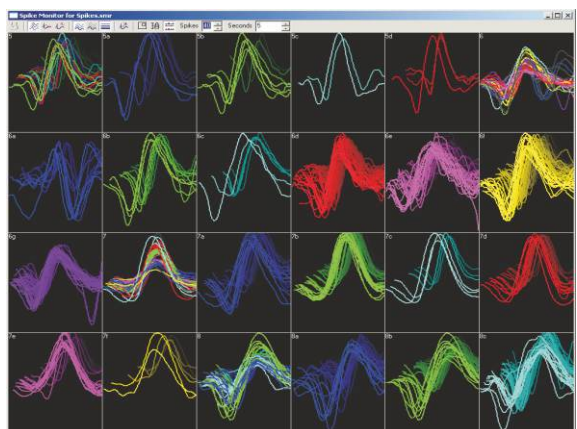 Spike Monitor for Spikes.smr
Spikes 40 Seconds 5
5 5a 5b 5c 5d 6
6a 6b 6c 6d 6e 6f
6g 7 7a 7b 7c 7d
7e 7f 8 8a 8b 8c